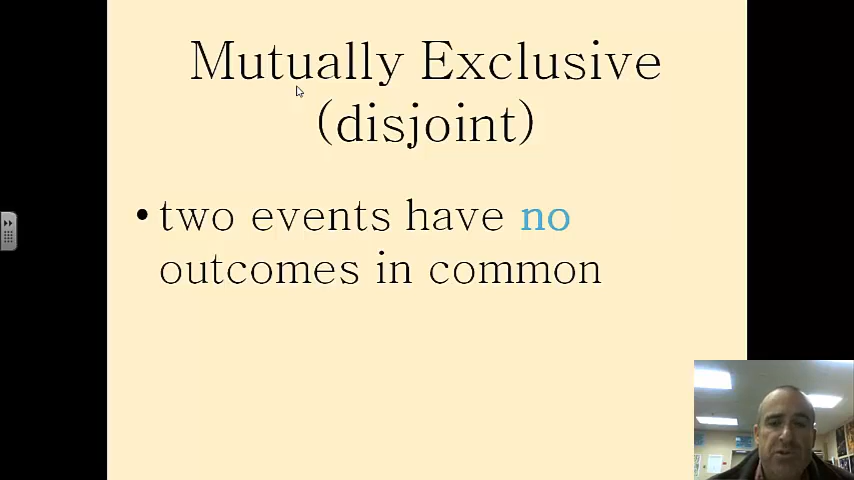 Mutually Exclusive
(disjoint)
• two events have no
outcomes in common